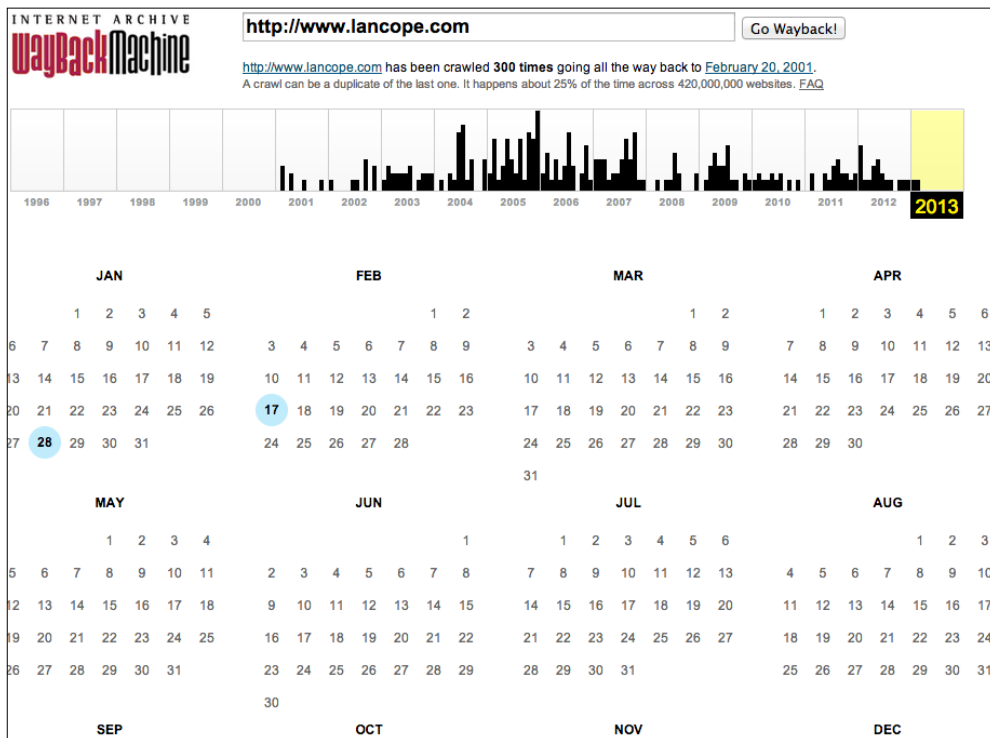 INTERNET ARCHIVE
WayBackMachine
http://www.lancope.com
Go Wayback!
http://www.lancope.com has been crawled 300 times going all the way back to February 20, 2001.
A crawl can be a duplicate of the last one. It happens about 25% of the time across 420,000,000 websites. FAQ
1996 1997 1998 1999 2000 2001 2002 2003 2004 2005 2006 2007 2008 2009 2010 2011 2012 2013
JAN FEB MAR APR
1 2 3 4 5 1 2 1 2 1 2 3 4 5 6
6 7 8 9 10 11 12 3 4 5 6 7 8 9 3 4 5 6 7 8 9 7 8 9 10 11 12 13
13 14 15 16 17 18 19 10 11 12 13 14 15 16 10 11 12 13 14 15 16 14 15 16 17 18 19 20
20 21 22 23 24 25 26 17 18 19 20 21 22 23 17 18 19 20 21 22 23 21 22 23 24 25 26 27
27 28 29 30 31 24 25 26 27 28 24 25 26 27 28 29 30 28 29 30
31
MAY JUN JUL AUG
1 2 3 4 1 1 2 3 4 5 6 1 2 3
5 6 7 8 9 10 11 2 3 4 5 6 7 8 7 8 9 10 11 12 13 4 5 6 7 8 9 10
12 13 14 15 16 17 18 9 10 11 12 13 14 15 14 15 16 17 18 19 20 11 12 13 14 15 16 17
19 20 21 22 23 24 25 16 17 18 19 20 21 22 21 22 23 24 25 26 27 18 19 20 21 22 23 24
26 27 28 29 30 31 23 24 25 26 27 28 29 28 29 30 31 25 26 27 28 29 30 31
30
SEP OCT NOV DEC